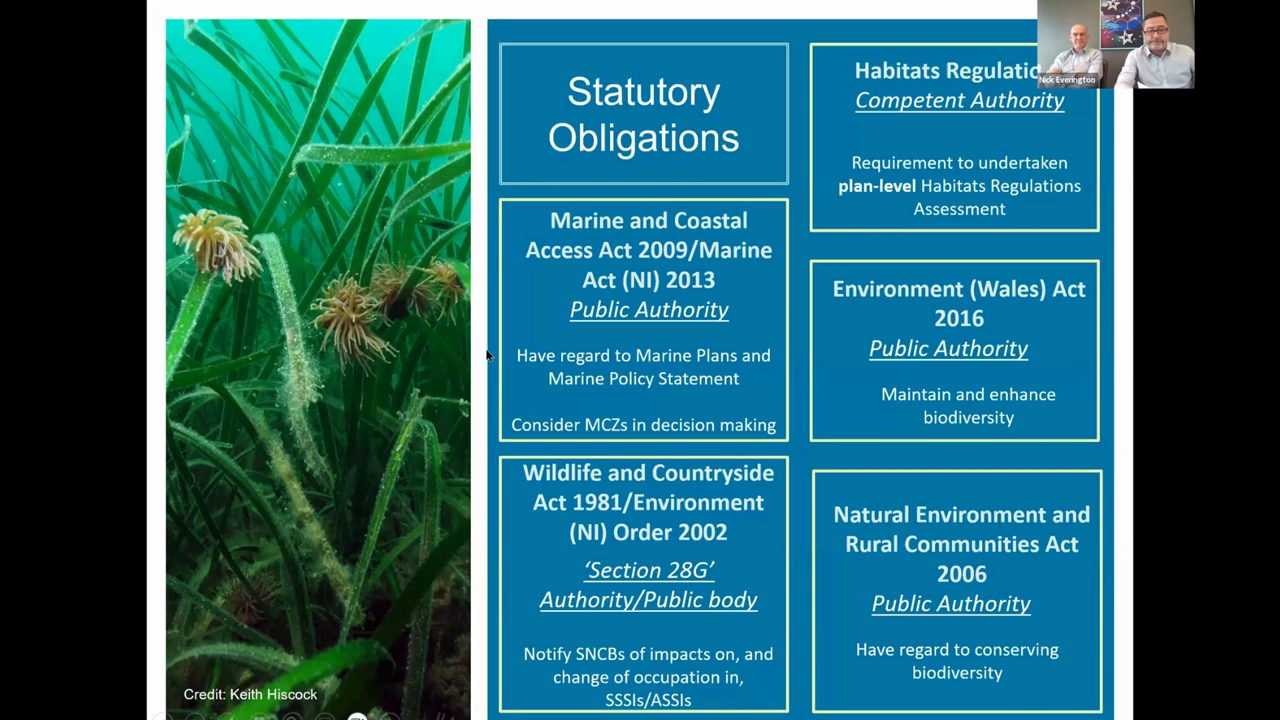 Statutory
Obligations
Marine and Coastal
Access Act 2009/Marine
Act (NI) 2013
Public Authority
Have regard to Marine Plans and
Marine Policy Statement
Consider MCZs in decision making
Wildlife and Countryside
Act 1981/Environment
(NI) Order 2002
‘Section 28G’
Authority/Public body
Notify SNCBs of impacts on, and
change of occupation in,
SSSIs/ASSIs
Habitats
Competent Authority
Requirement to undertaken
plan-level Habitats Regulations
Assessment
Environment (Wales) Act
2016
Public Authority
Maintain and enhance
biodiversity
Natural Environment and
Rural Communities Act
2006
Public Authority
Have regard to conserving
biodiversity
Nick Everington
Credit: Keith Hiscock